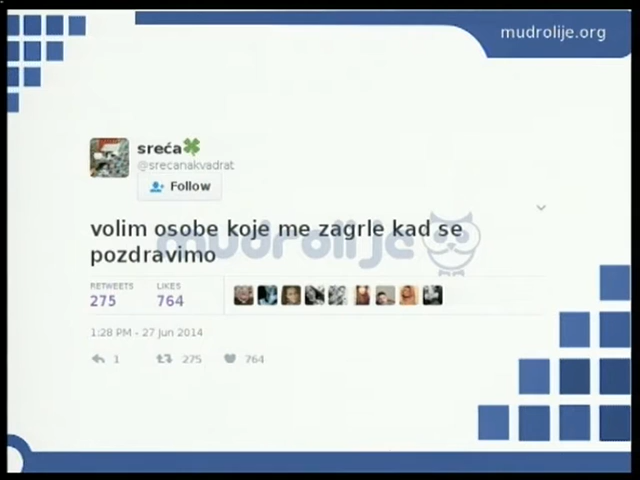 mudrolije.org
sreća
@srecanakvadrat
Follow
volim osobe koje me zagrle kad se
pozdravimo
mudrolije
RETWEETS LIKES
275 764
1:28 PM - 27 Jun 2014
1 275 764